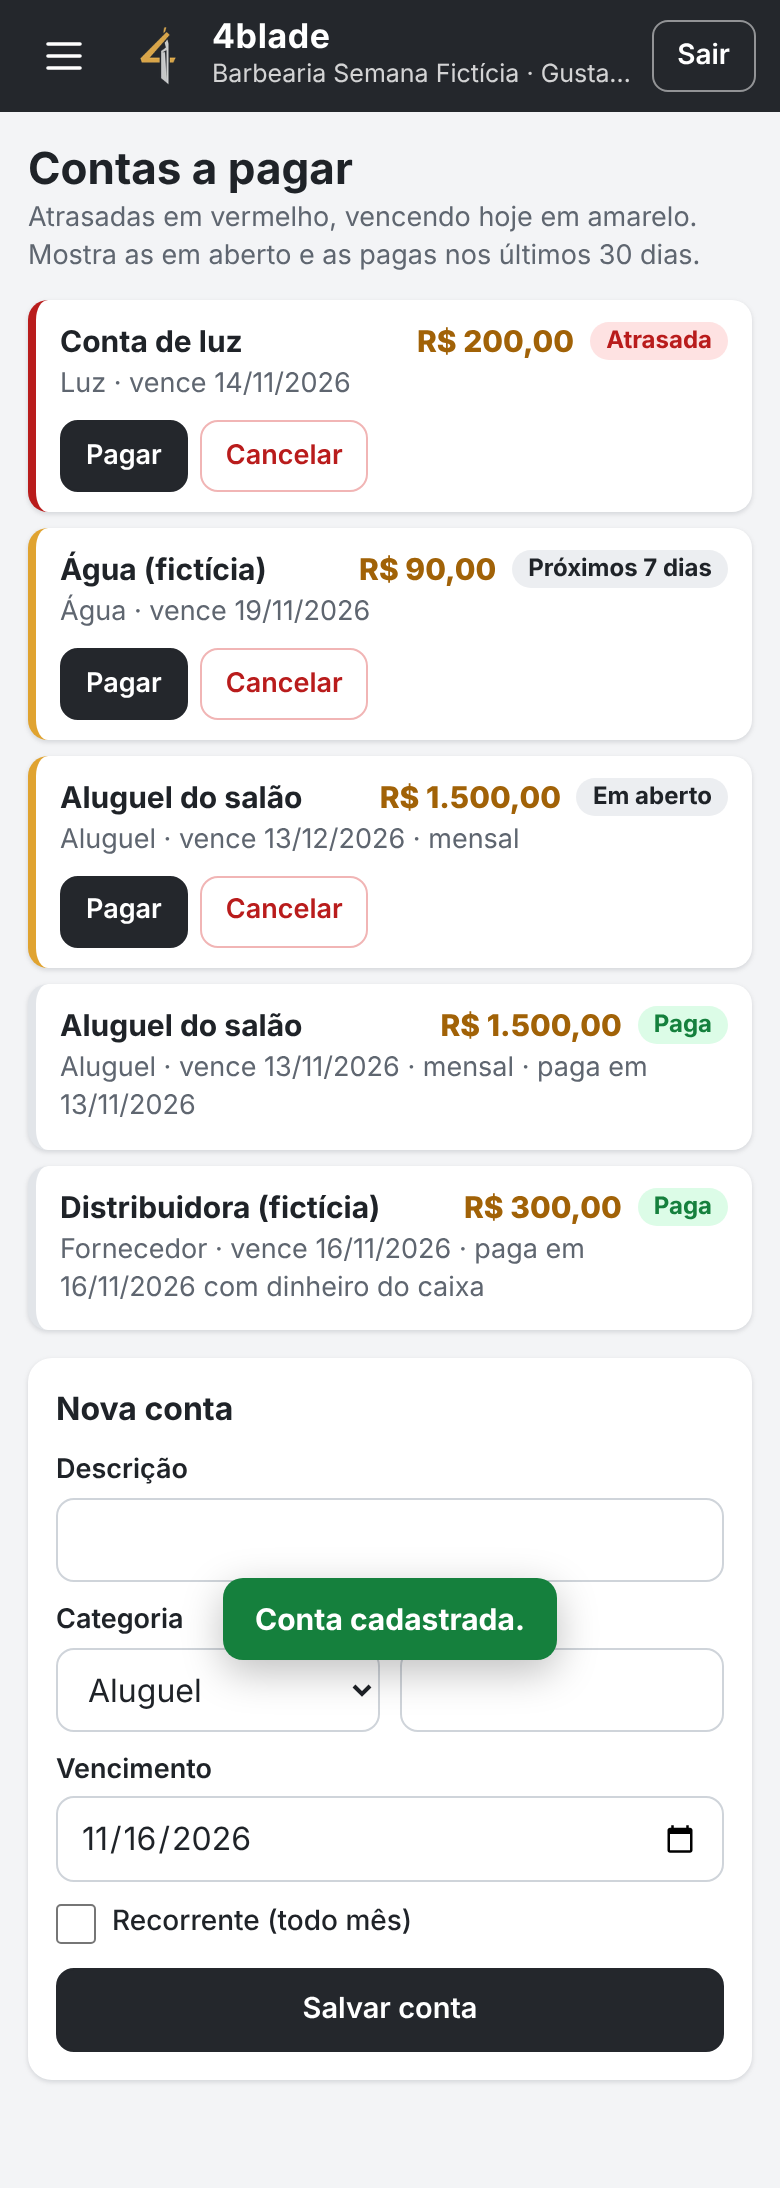 4blade
Barbearia Semana Fictícia · Gusta...
Sair
Contas a pagar
Atrasadas em vermelho, vencendo hoje em amarelo.
Mostra as em aberto e as pagas nos últimos 30 dias.
Conta de luz R$ 200,00 Atrasada
Luz · vence 14/11/2026
Pagar Cancelar
Água (fictícia) R$ 90,00 Próximos 7 dias
Água · vence 19/11/2026
Pagar Cancelar
Aluguel do salão R$ 1.500,00 Em aberto
Aluguel · vence 13/12/2026 · mensal
Pagar Cancelar
Aluguel do salão R$ 1.500,00 Paga
Aluguel · vence 13/11/2026 · mensal · paga em
13/11/2026
Distribuidora (fictícia) R$ 300,00 Paga
Fornecedor · vence 16/11/2026 · paga em
16/11/2026 com dinheiro do caixa
Nova conta
Descrição
Categoria
Conta cadastrada.
Aluguel
Vencimento
11/16/2026
Recorrente (todo mês)
Salvar conta